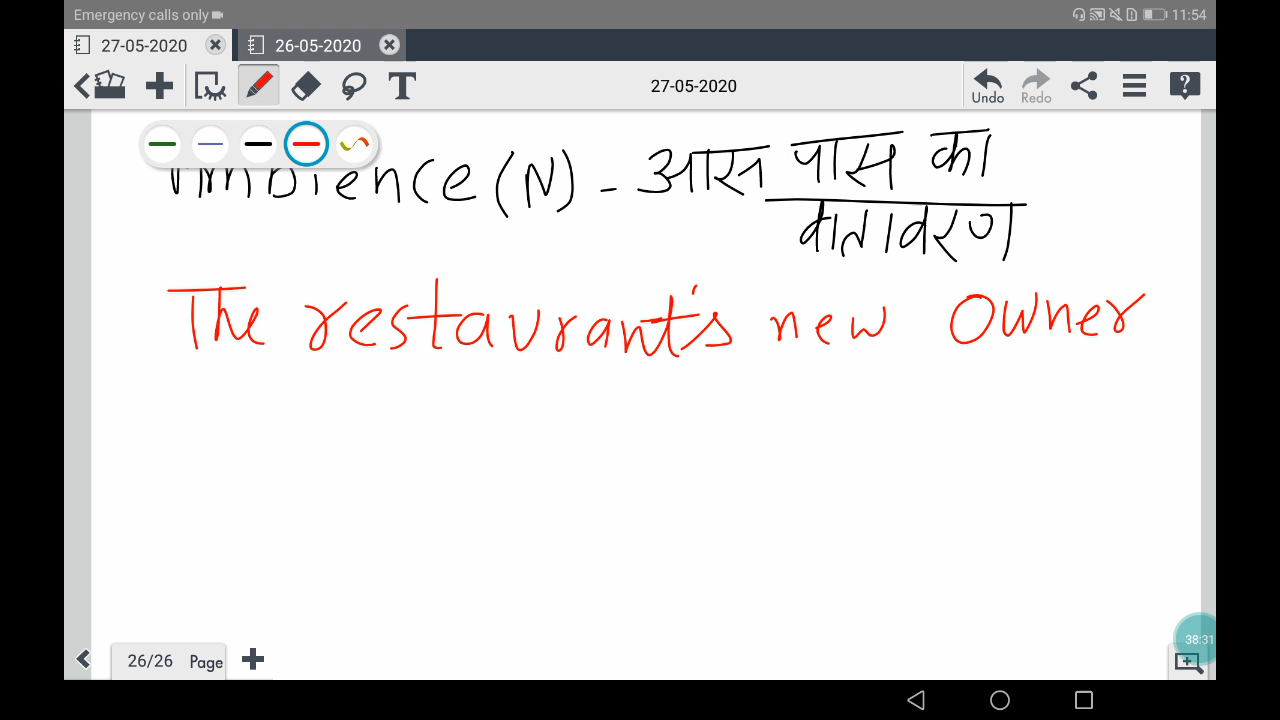 Emergency calls only 11:54
27-05-2020 26-05-2020
T 27-05-2020 Undo Redo
Ambience (N) - आस पास का
वातावरण
The restaurant's new Owner
38:31
26/26 Page